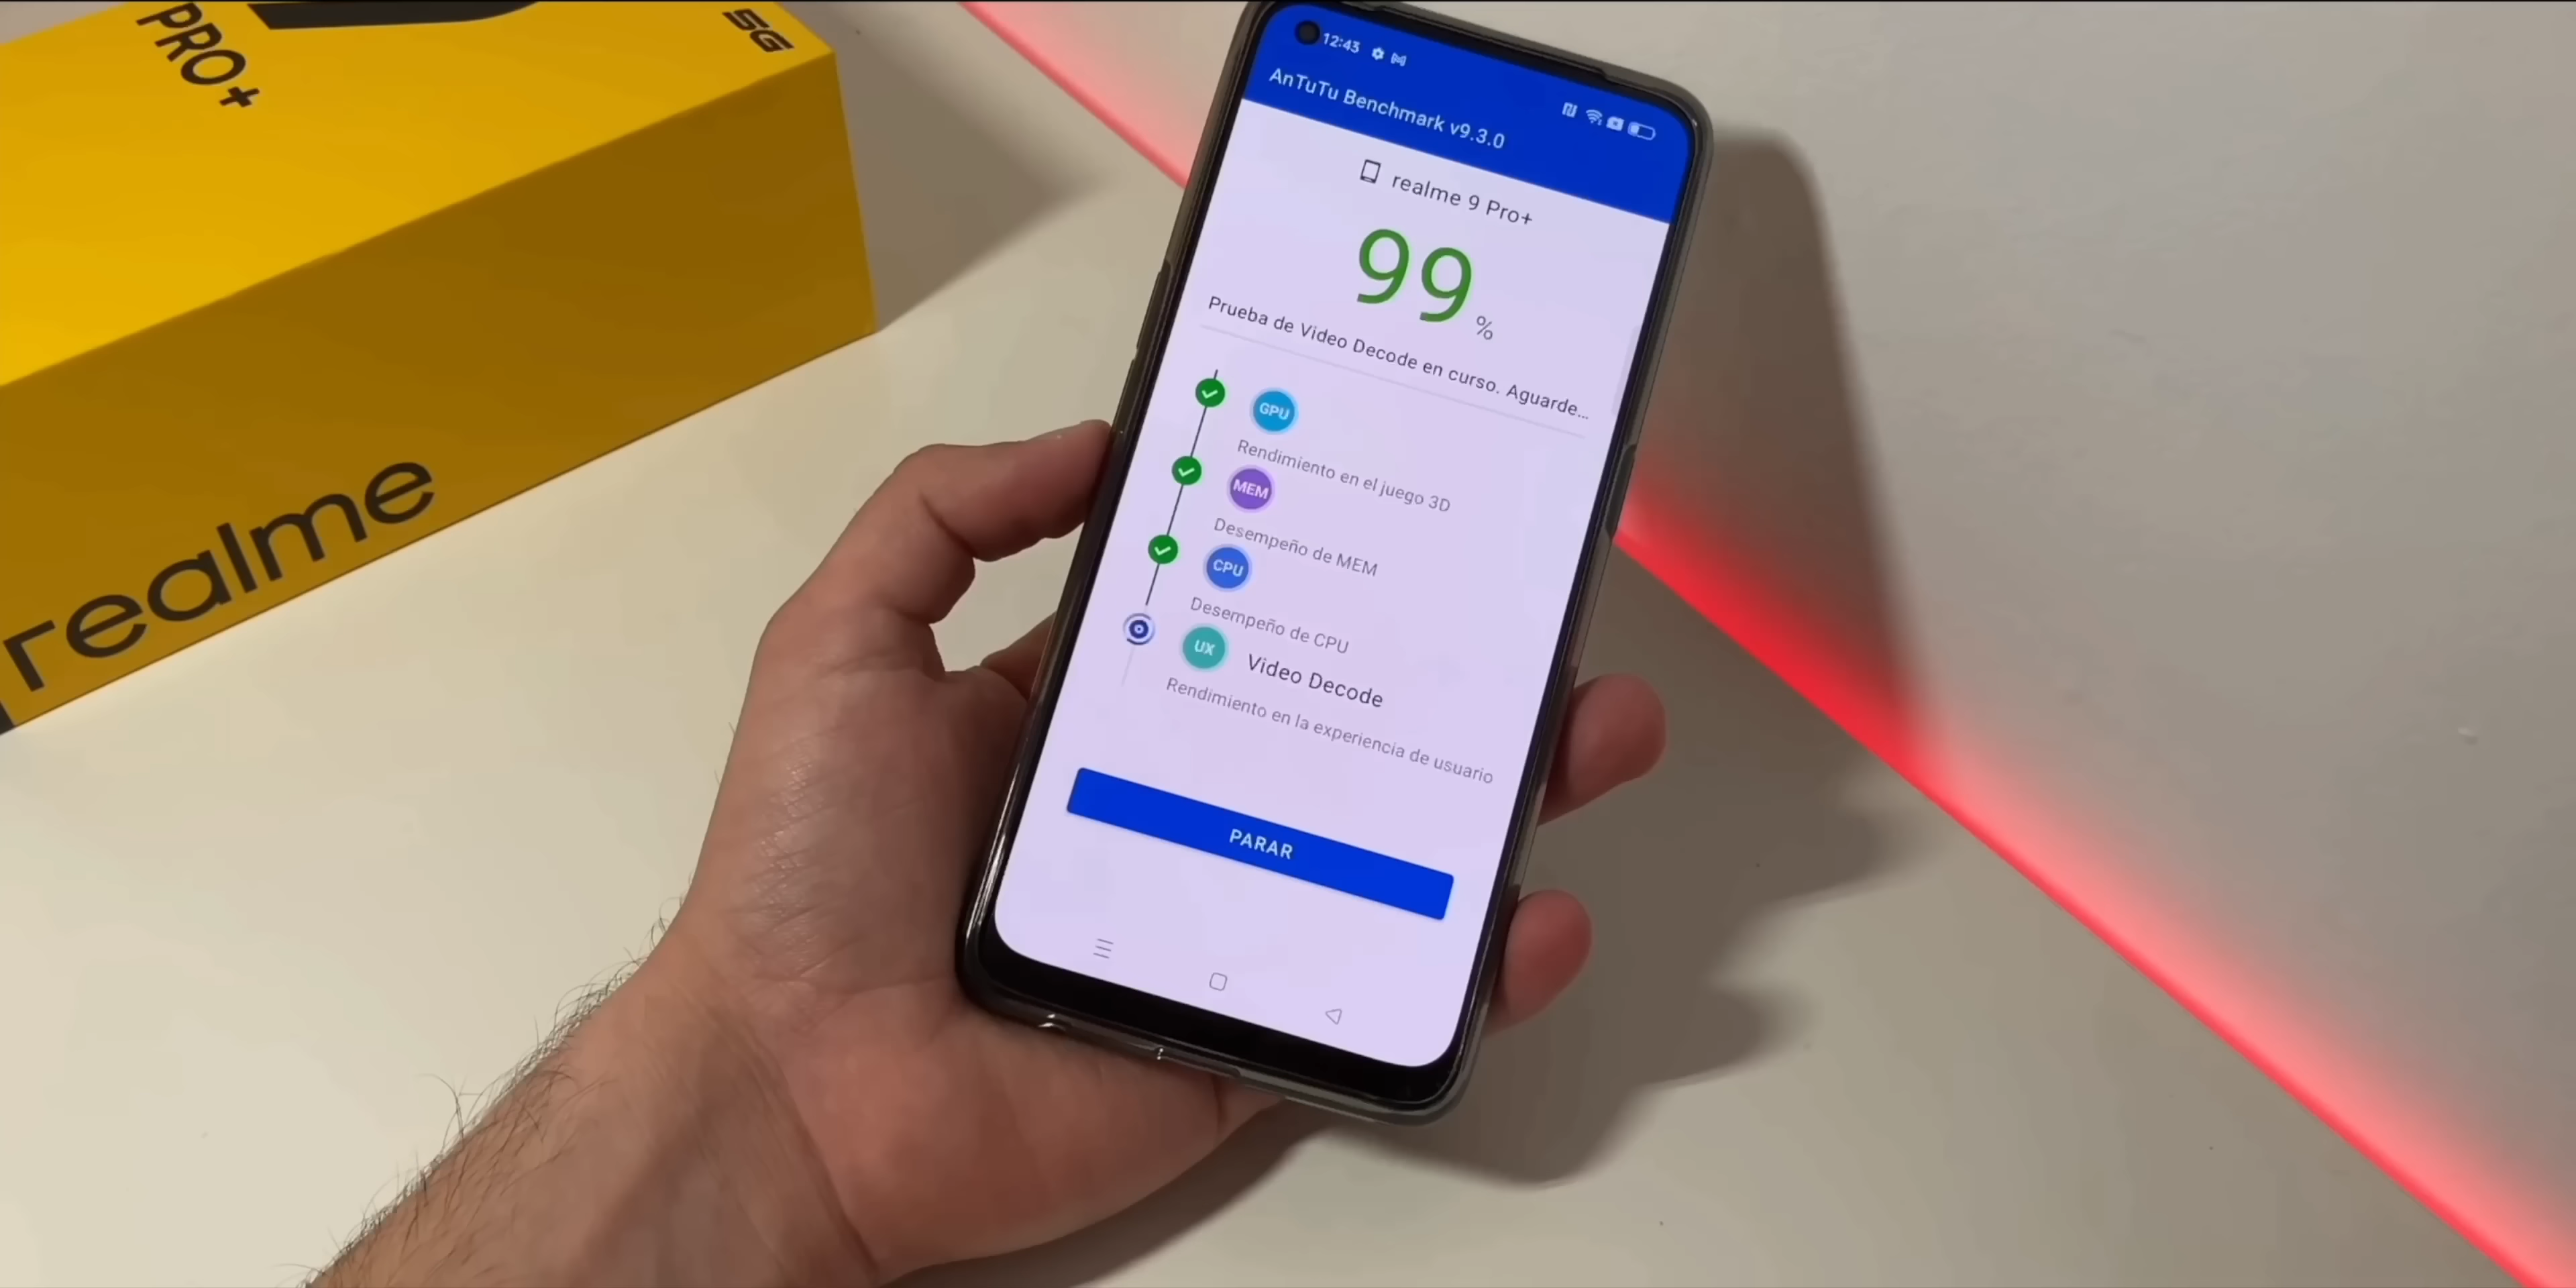 PRO+
5G
realme
12:43
AnTuTu Benchmark v9.3.0
realme 9 Pro+
99%
Prueba de Video Decode en curso. Aguarde...
GPU
Rendimiento en el juego 3D
MEM
Desempeño de MEM
CPU
Desempeño de CPU
UX Video Decode
Rendimiento en la experiencia de usuario
PARAR